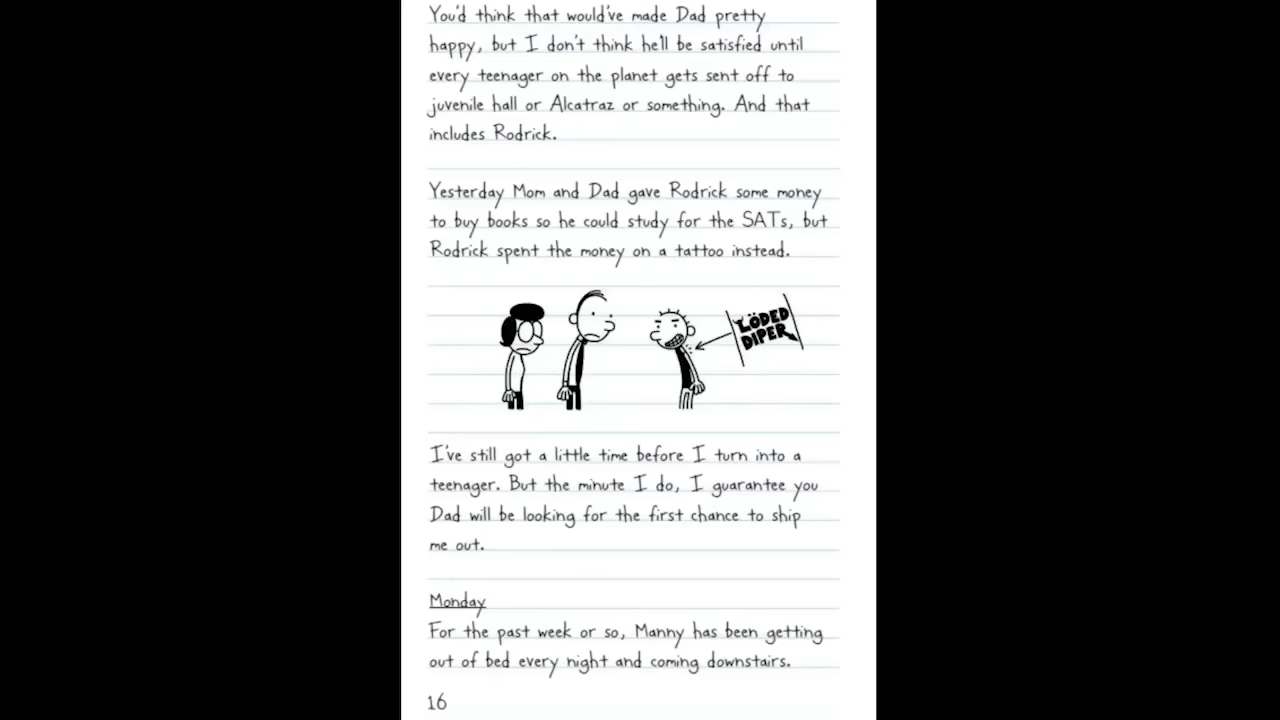 You'd think that would've made Dad pretty
happy, but I don't think he'll be satisfied until
every teenager on the planet gets sent off to
juvenile hall or Alcatraz or something. And that
includes Rodrick.
Yesterday Mom and Dad gave Rodrick some money
to buy books so he could study for the SATs, but
Rodrick spent the money on a tattoo instead.
LÖDED
DIPER
I've still got a little time before I turn into a
teenager. But the minute I do, I guarantee you
Dad will be looking for the first chance to ship
me out.
Monday
For the past week or so, Manny has been getting
out of bed every night and coming downstairs.
16